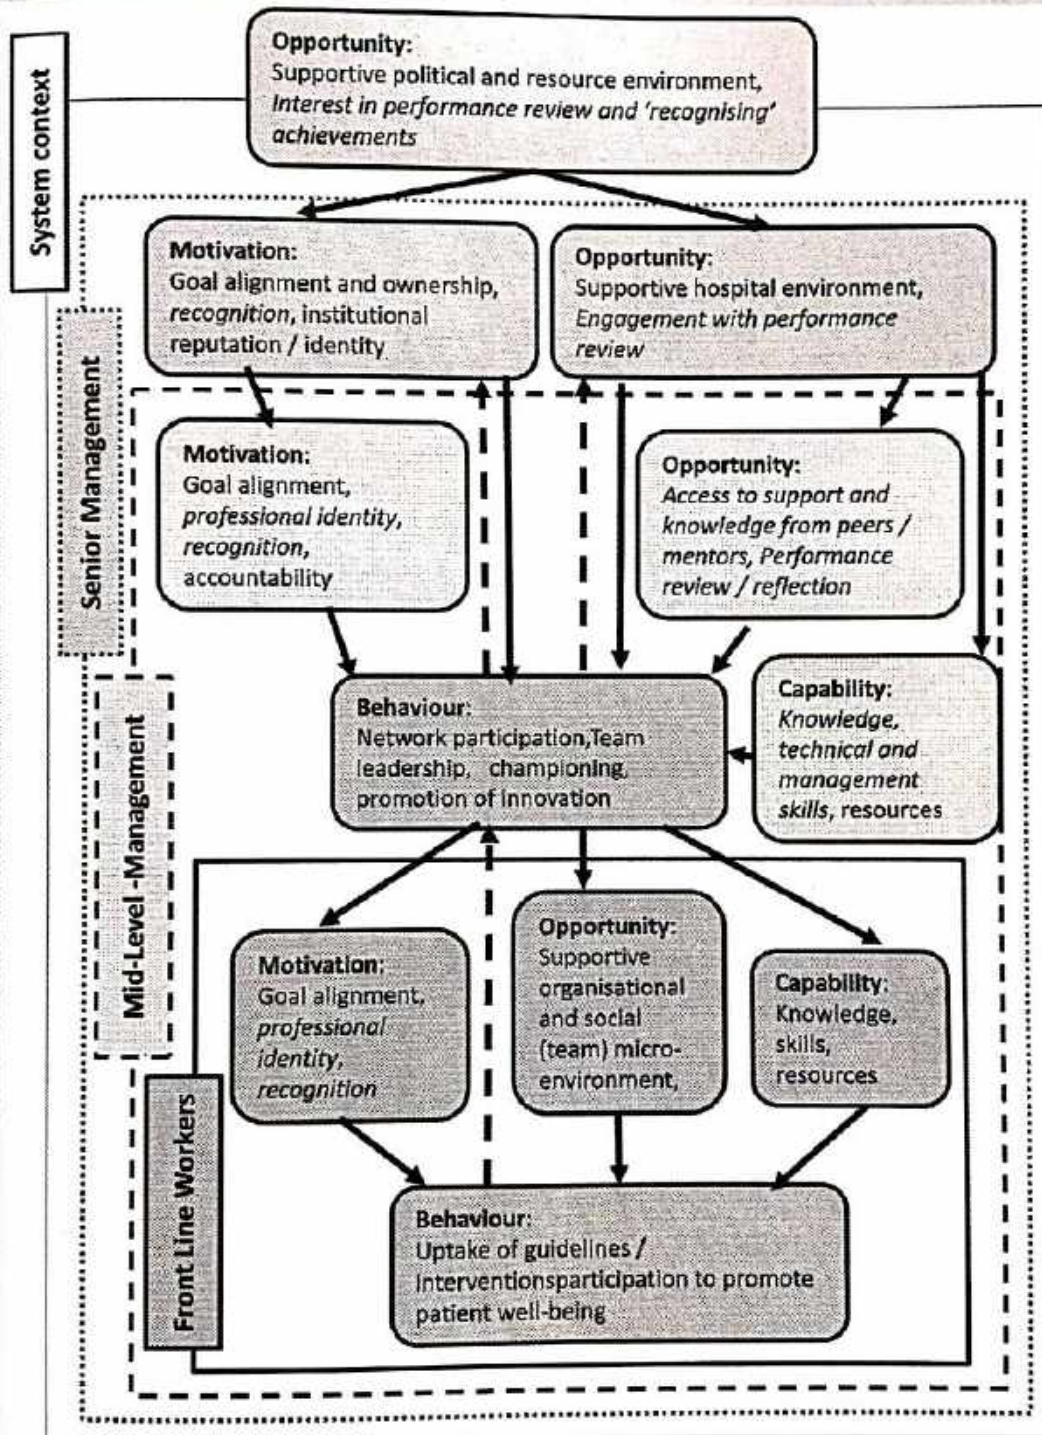 System context
Opportunity:
Supportive political and resource environment,
Interest in performance review and ‘recognising’
achievements
Senior Management
Motivation:
Goal alignment and ownership,
recognition, institutional
reputation / identity
Opportunity:
Supportive hospital environment,
Engagement with performance
review
Mid-Level -Management
Motivation:
Goal alignment,
professional identity,
recognition,
accountability
Opportunity:
Access to support and
knowledge from peers /
mentors, Performance
review / reflection
Behaviour:
Network participation,Team
leadership, championing,
promotion of innovation
Capability:
Knowledge,
technical and
management
skills, resources
Front Line Workers
Motivation:
Goal alignment,
professional
identity,
recognition
Opportunity:
Supportive
organisational
and social
(team) micro-
environment,
Capability:
Knowledge,
skills,
resources
Behaviour:
Uptake of guidelines /
Interventionsparticipation to promote
patient well-being